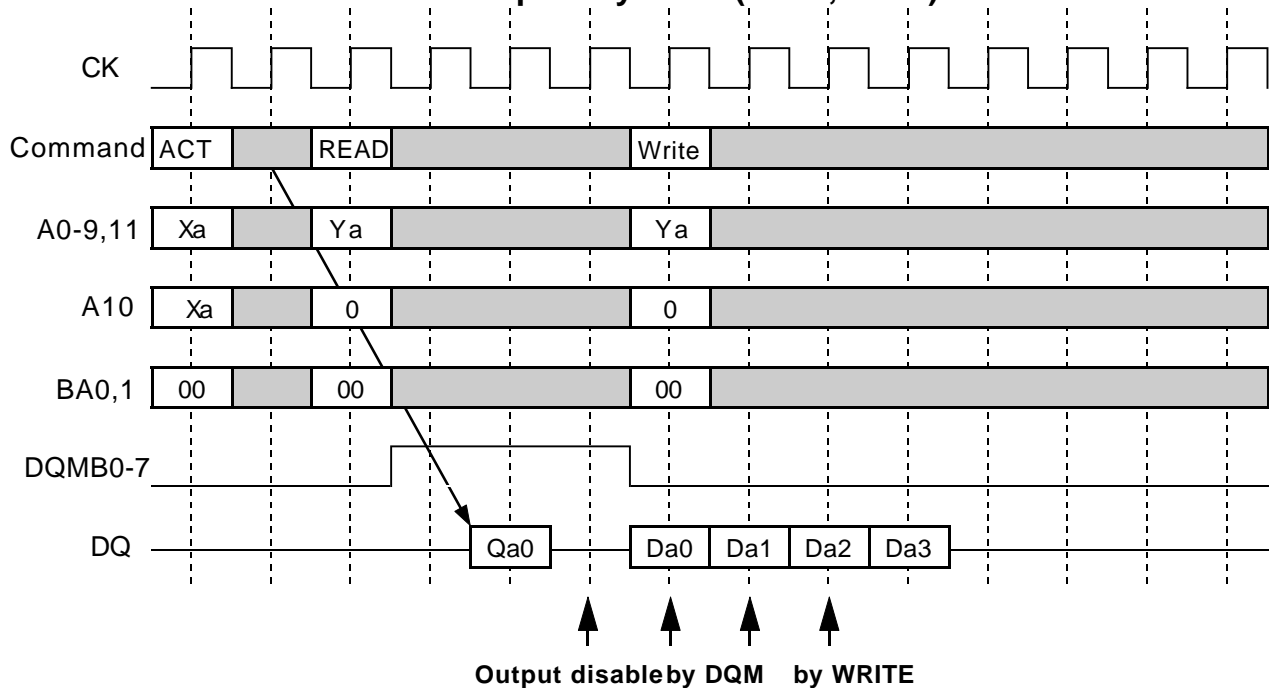 CK
Command ACT READ Write
A0-9,11 Xa Ya Ya
A10 Xa 0 0
BA0,1 00 00 00
DQMB0-7
DQ Qa0 Da0 Da1 Da2 Da3
Output disable by DQM by WRITE